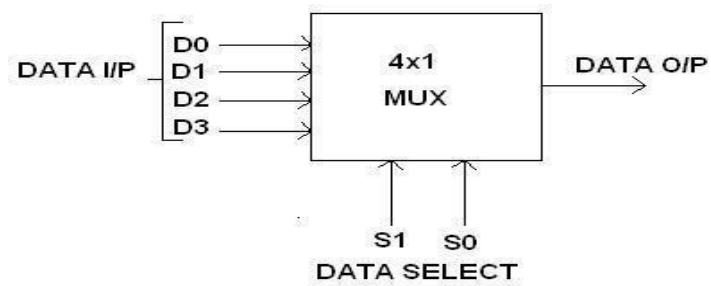 D0
DATA I/P
D1
D2
D3
4x1
MUX
DATA O/P
S1 S0
DATA SELECT